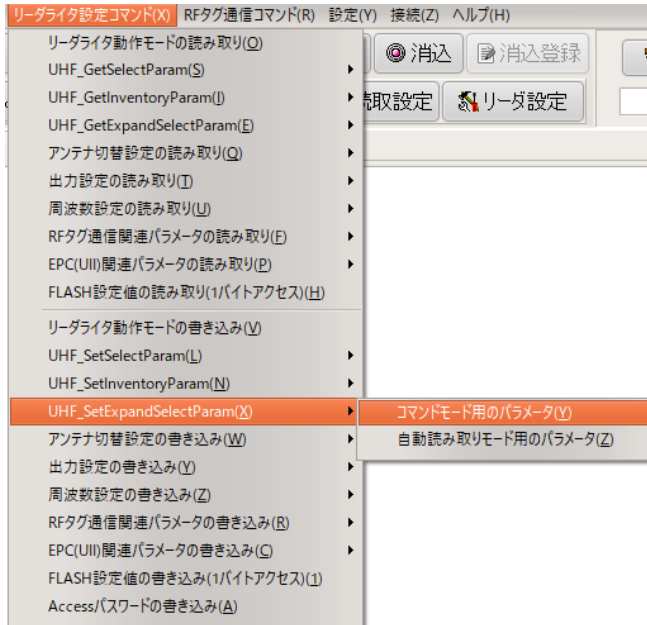 リーダライタ設定コマンド(X) RFタグ通信コマンド(R) 設定(Y) 接続(Z) ヘルプ(H)
リーダライタ動作モードの読み取り(O)
消込 消込登録
UHF_GetSelectParam(S)
UHF_GetInventoryParam(I)
読取設定 リーダ設定
UHF_GetExpandSelectParam(E)
アンテナ切替設定の読み取り(Q)
出力設定の読み取り(T)
周波数設定の読み取り(U)
RFタグ通信関連パラメータの読み取り(F)
EPC(UII)関連パラメータの読み取り(P)
FLASH設定値の読み取り(1バイトアクセス)(H)
リーダライタ動作モードの書き込み(V)
UHF_SetSelectParam(L)
UHF_SetInventoryParam(N)
UHF_SetExpandSelectParam(X) コマンドモード用のパラメータ(Y)
アンテナ切替設定の書き込み(W) 自動読み取りモード用のパラメータ(Z)
出力設定の書き込み(Y)
周波数設定の書き込み(Z)
RFタグ通信関連パラメータの書き込み(R)
EPC(UII)関連パラメータの書き込み(C)
FLASH設定値の書き込み(1バイトアクセス)(1)
Accessパスワードの書き込み(A)